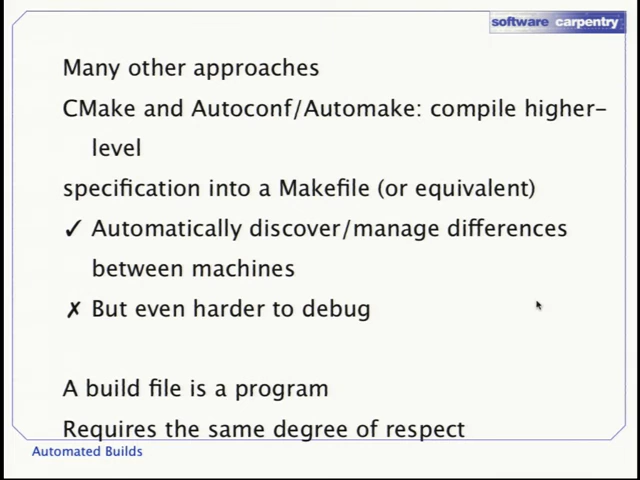 software carpentry
Many other approaches
CMake and Autoconf/Automake: compile higher-
level
specification into a Makefile (or equivalent)
✓ Automatically discover/manage differences
between machines
✗ But even harder to debug
A build file is a program
Requires the same degree of respect
Automated Builds